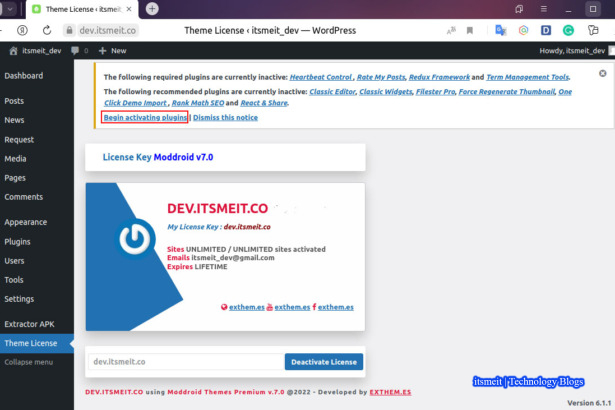 Theme License ‹ itsmeit_dev
dev.itsmeit.co
Theme License ‹ itsmeit_dev — WordPress
itsmeit_dev 0 + New
Howdy, itsmeit_dev
Dashboard
Posts
News
Request
Media
Pages
Comments
Appearance
Plugins
Users
Tools
Settings
Extractor APK
Theme License
Collapse menu
The following required plugins are currently inactive: Heartbeat Control , Rate My Posts, Redux Framework and Term Management Tools.
The following recommended plugins are currently inactive: Classic Editor, Classic Widgets, Filester Pro, Force Regenerate Thumbnail, One
Click Demo Import , Rank Math SEO and React & Share.
Begin activating plugins | Dismiss this notice
License Key Moddroid v7.0
DEV.ITSMEIT.CO
My License Key : dev.itsmeit.co
Sites UNLIMITED / UNLIMITED sites activated
Emails itsmeit_dev@gmail.com
Expires LIFETIME
exthem.es exthem.es exthem.es
dev.itsmeit.co
Deactivate License
DEV.ITSMEIT.CO using Moddroid Themes Premium v.7.0 @2022 - Developed by EXTHEM.ES
itsmeit | Technology Blogs
Version 6.1.1